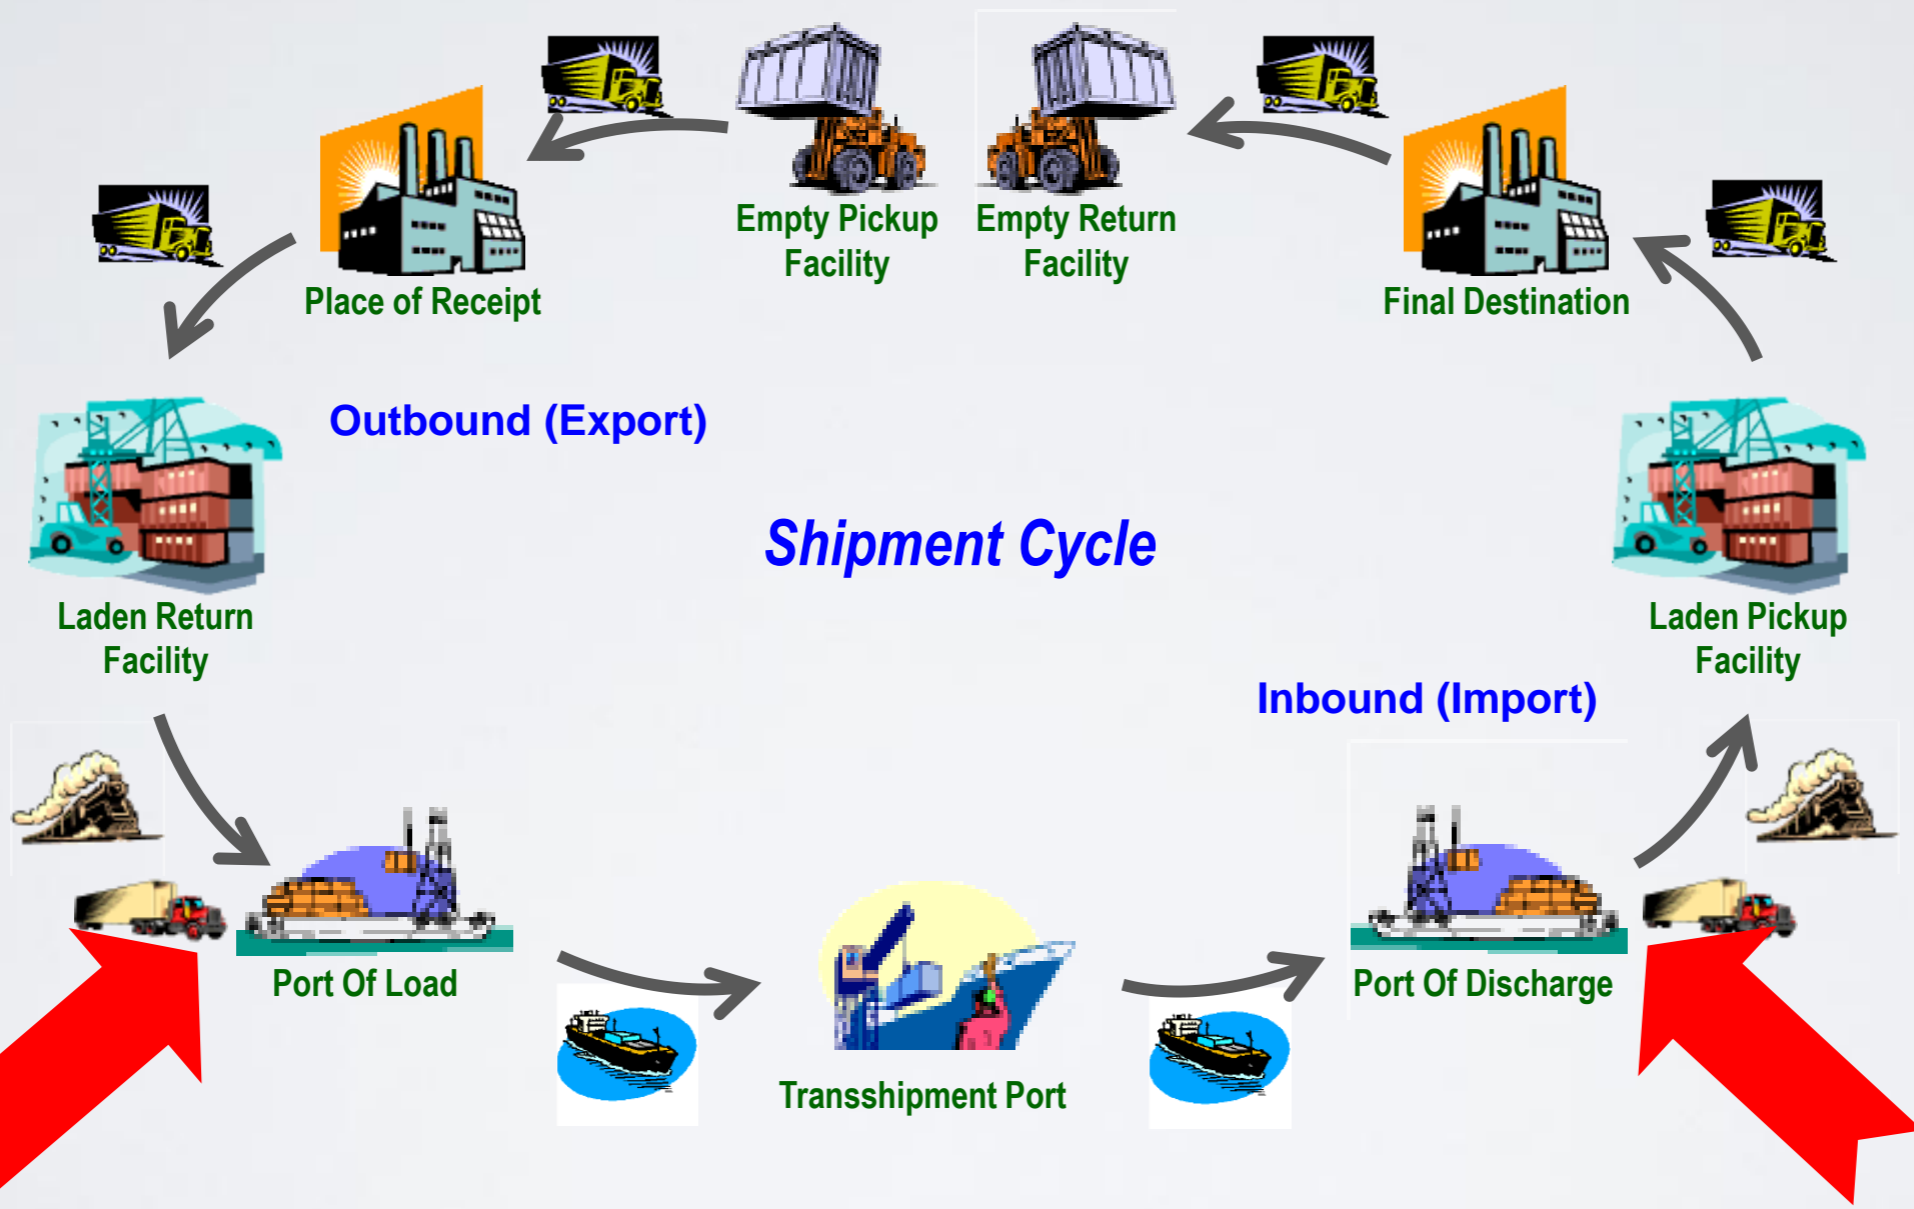 Empty Pickup
Facility
Empty Return
Facility
Place of Receipt
Final Destination
Outbound (Export)
Shipment Cycle
Laden Return
Facility
Laden Pickup
Facility
Inbound (Import)
Port Of Load
Port Of Discharge
Transshipment Port